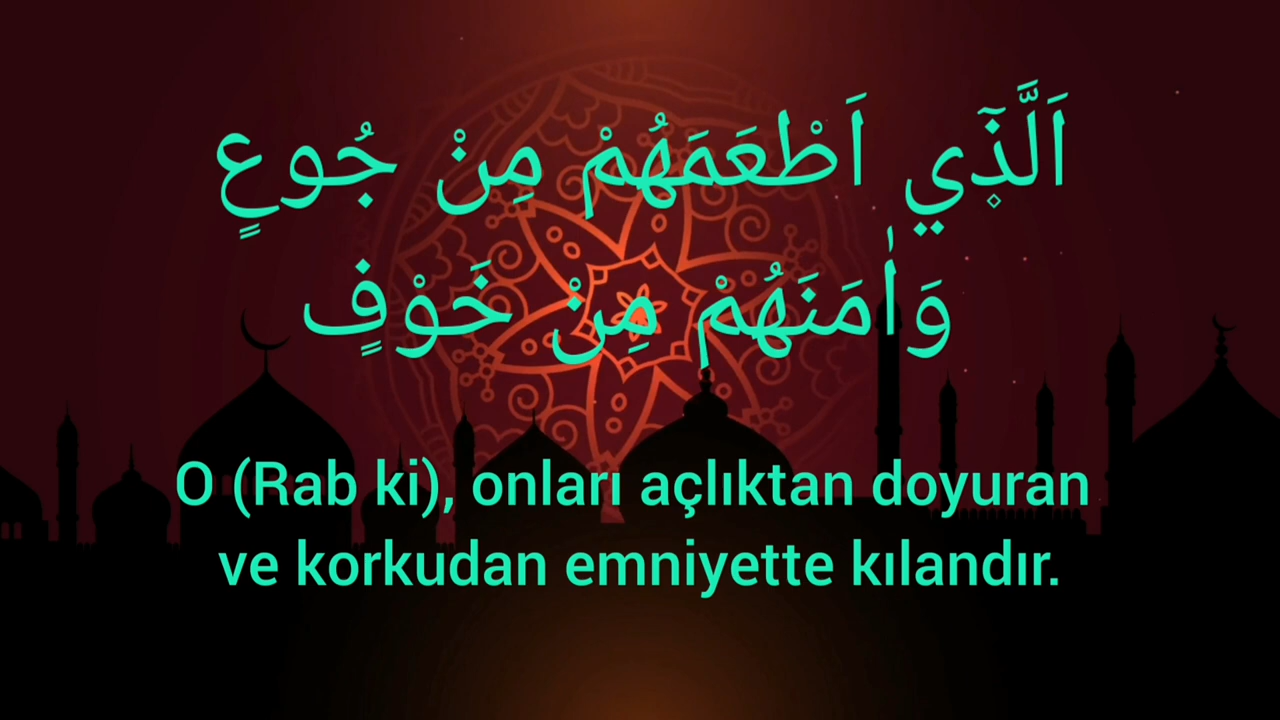 اَلَّذ۪ٓي اَطْعَمَهُمْ مِنْ جُوعٍ
وَاٰمَنَهُمْ مِنْ خَوْفٍ
O (Rab ki), onları açlıktan doyuran
ve korkudan emniyette kılandır.